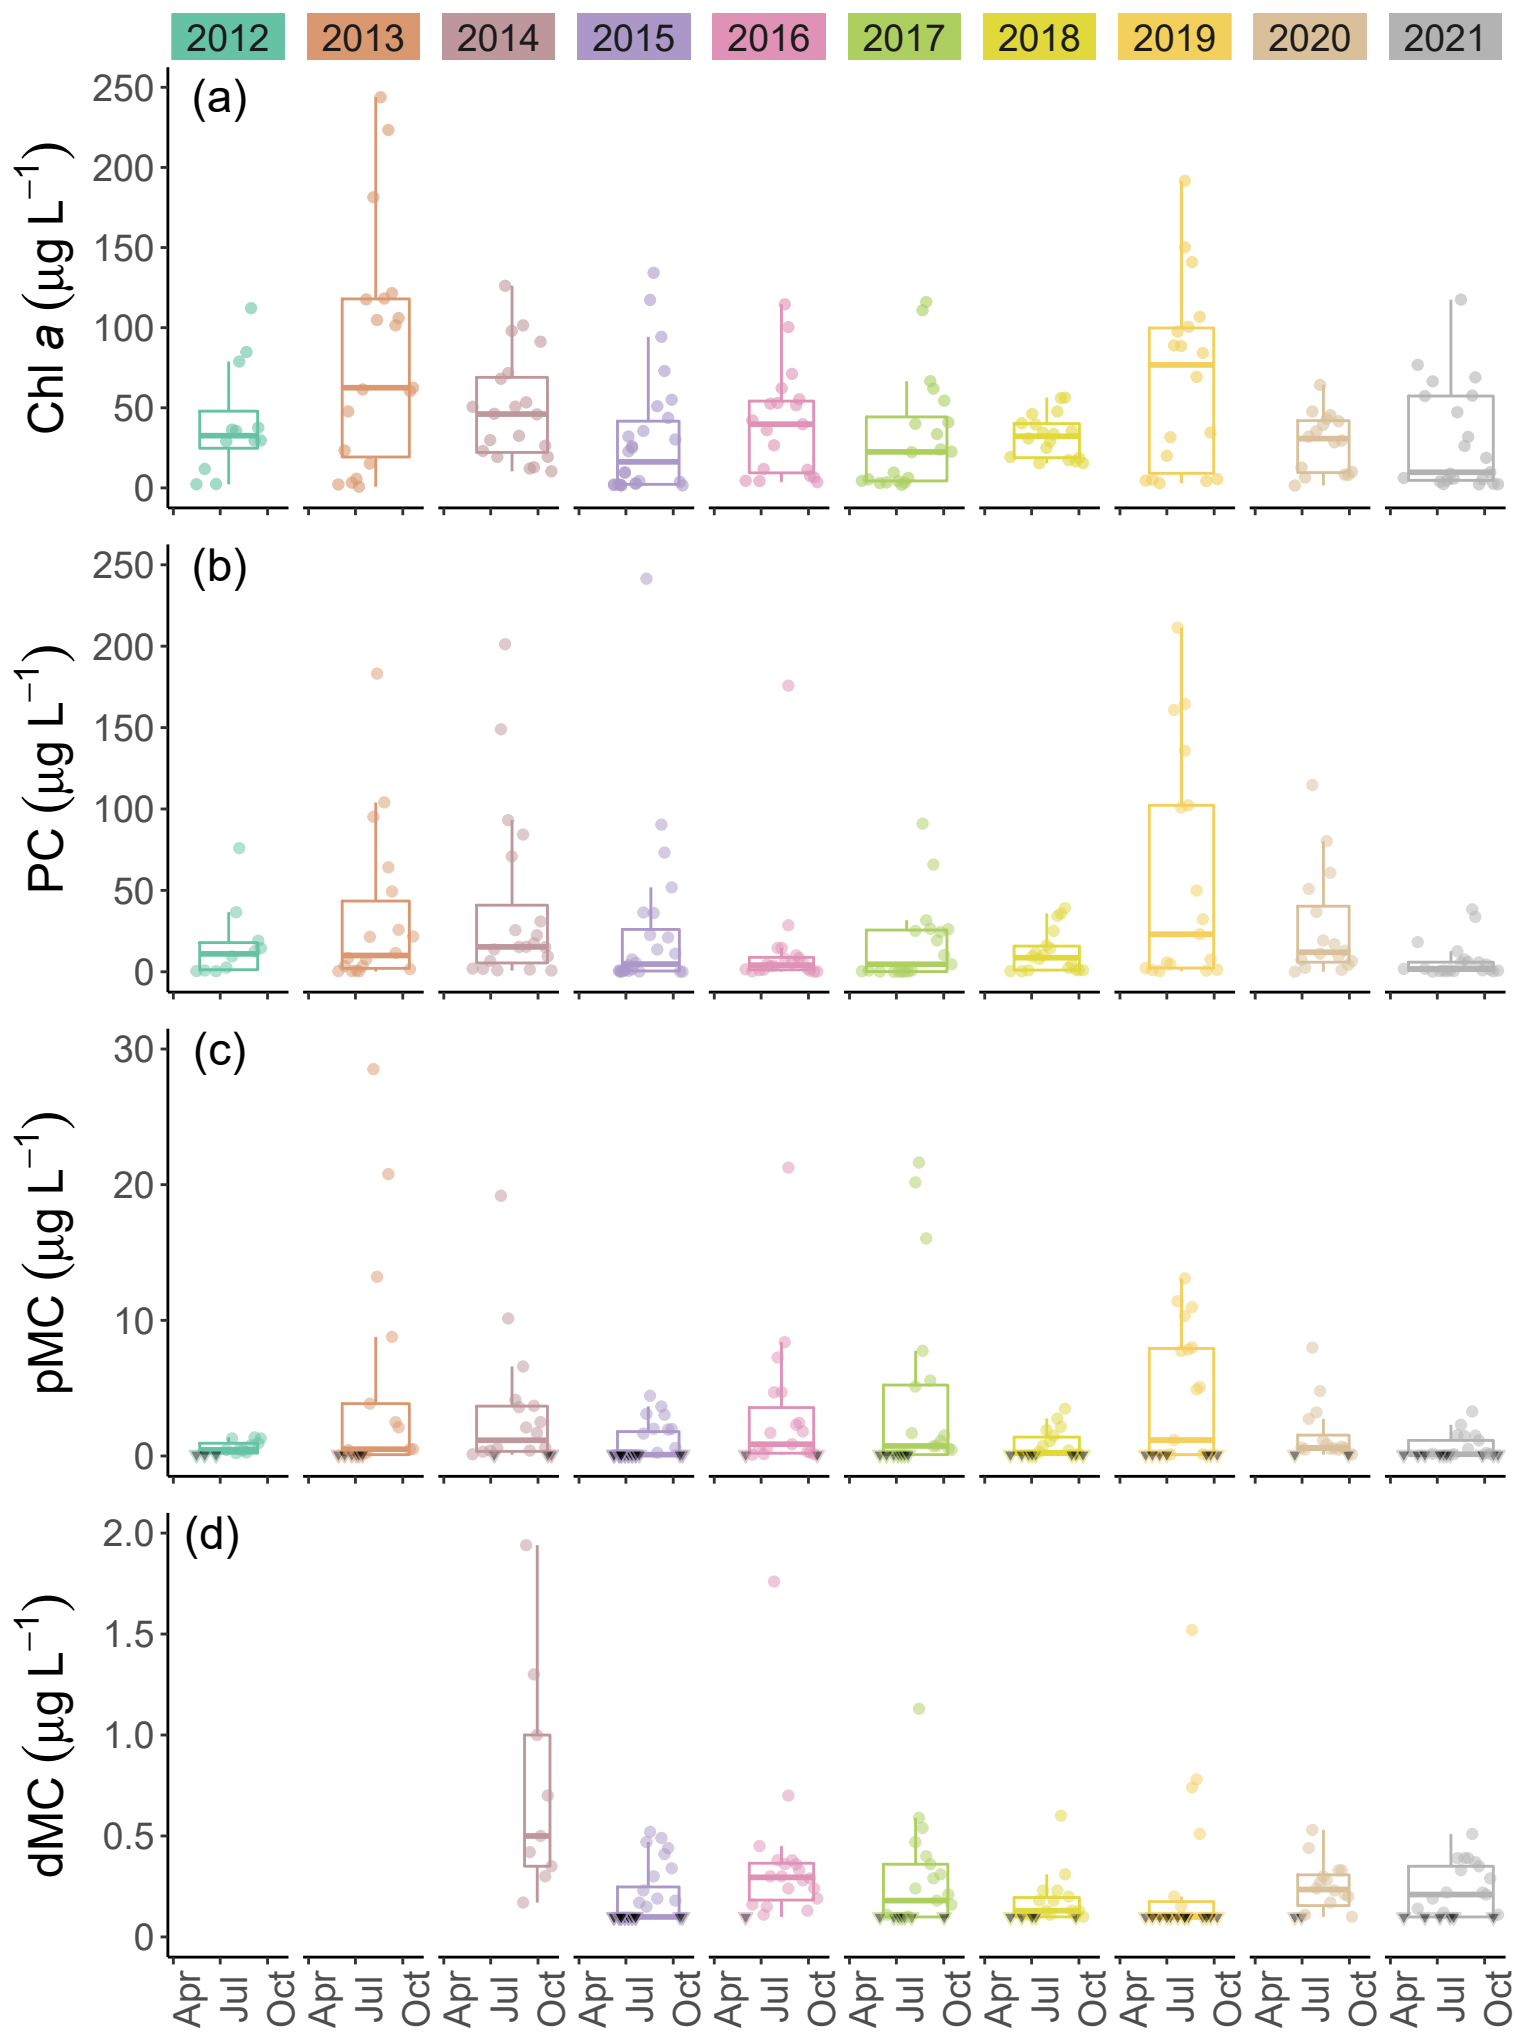 2012 2013 2014 2015 2016 2017 2018 2019 2020 2021
(a)
Chl a (μg L⁻¹)
250
200
150
100
50
0
(b)
PC (μg L⁻¹)
250
200
150
100
50
0
(c)
pMC (μg L⁻¹)
30
20
10
0
(d)
dMC (μg L⁻¹)
2.0
1.5
1.0
0.5
0
Apr Jul Oct Apr Jul Oct Apr Jul Oct Apr Jul Oct Apr Jul Oct Apr Jul Oct Apr Jul Oct Apr Jul Oct Apr Jul Oct Apr Jul Oct